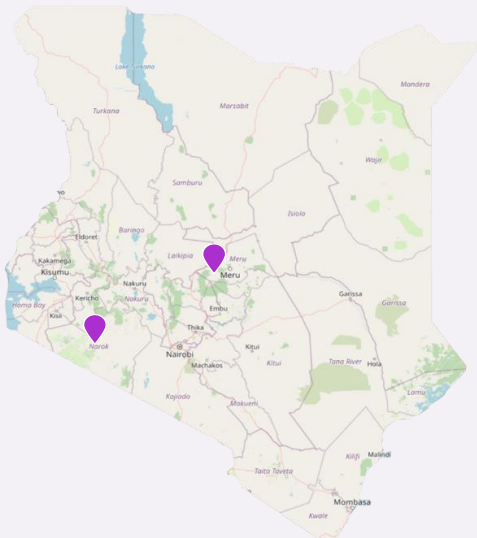 Lake Turkana
Mandera
Turkana
Marsabit
Wajir
Samburu
Isiolo
Baringo
Eldoret
Laikipia
Meru
Kakamega
Kisumu
Meru
Nakuru
Nakuru
Kericho
Garissa
Garissa
Homa Bay
Embu
Kisii
Thika
Narok
Nairobi
Kitui
Machakos
Kitui
Tana River
Hola
Lamu
Kajiado
Makueni
Kilifi
Malindi
Taita Taveta
Mombasa
Kwale